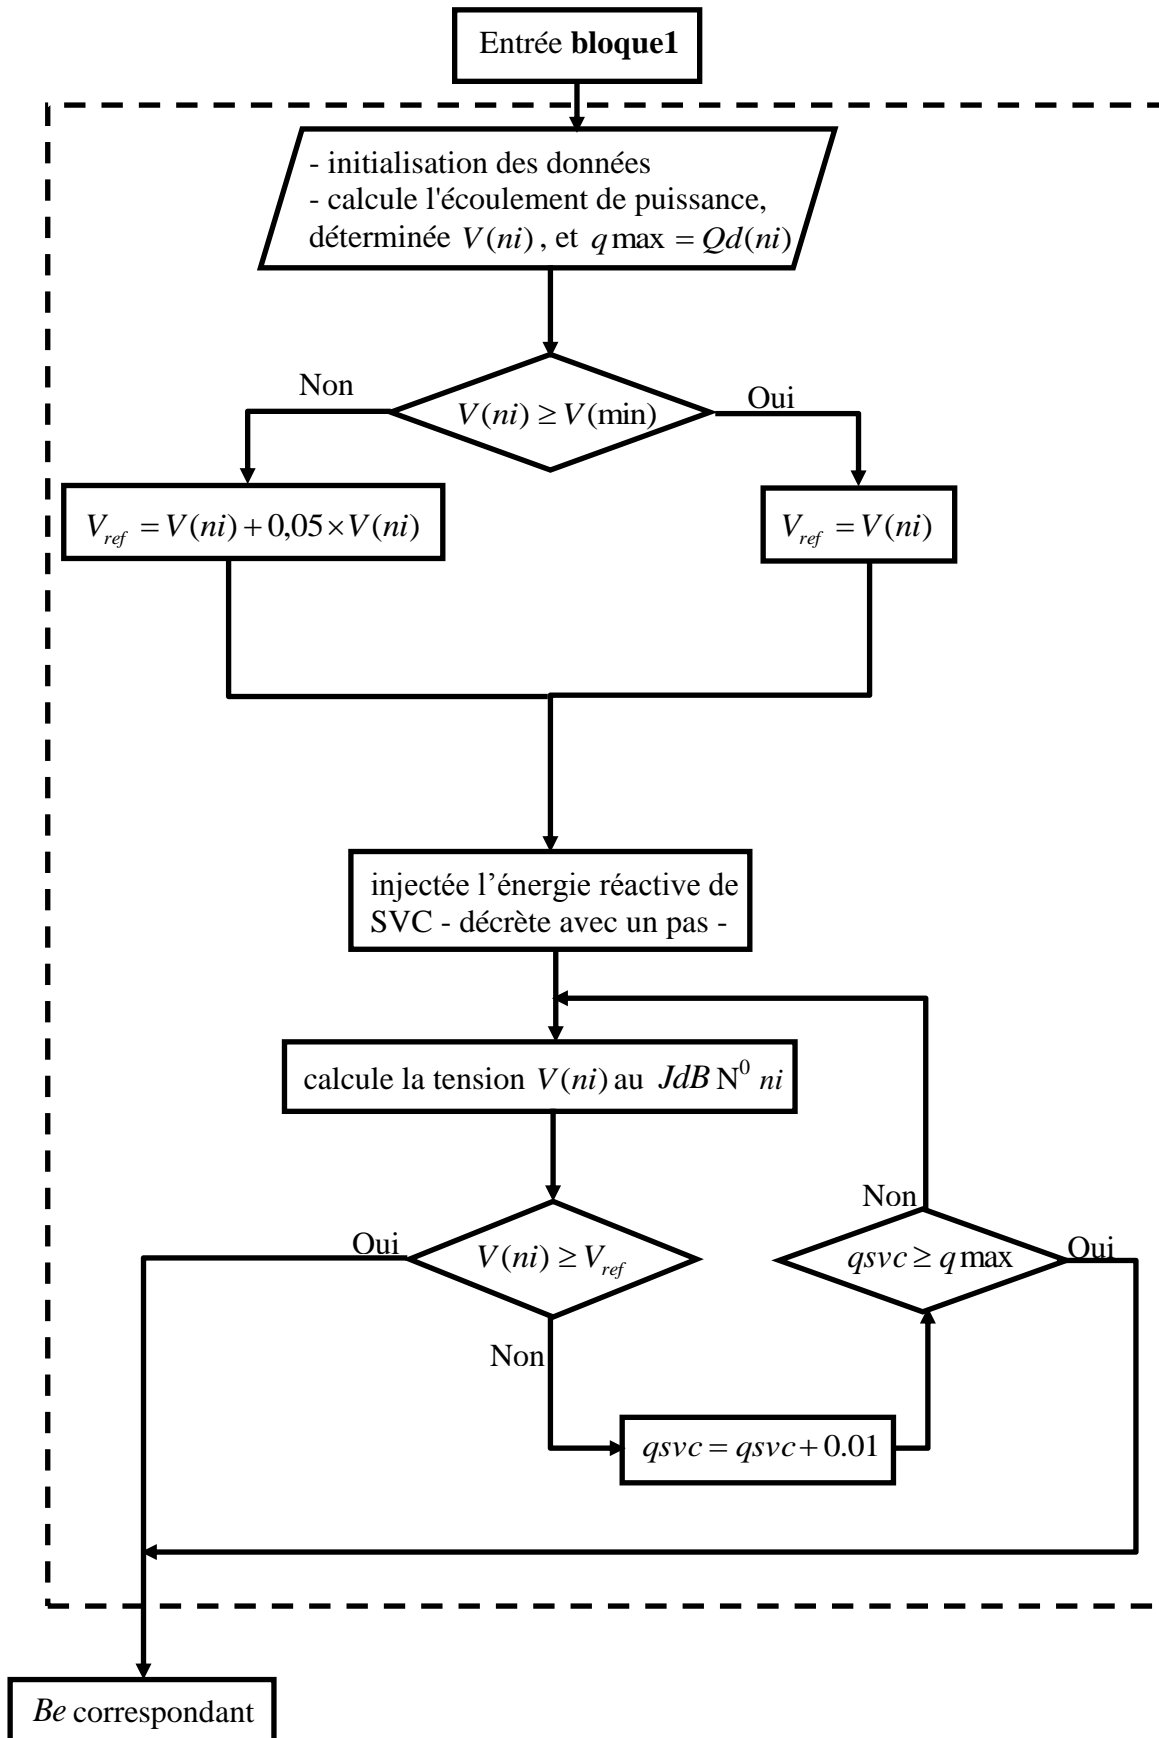 Entrée bloque1
- initialisation des données
- calcule l'écoulement de puissance,
déterminée V(ni), et q max = Qd(ni)
Non
V(ni) ≥ V(min)
Oui
V_ref = V(ni) + 0,05 × V(ni)
V_ref = V(ni)
injectée l’énergie réactive de
SVC - décrète avec un pas -
calcule la tension V(ni) au JdB N⁰ ni
Non
Oui
V(ni) ≥ V_ref
qsvc ≥ q max
Oui
Non
qsvc = qsvc + 0.01
Be correspondant